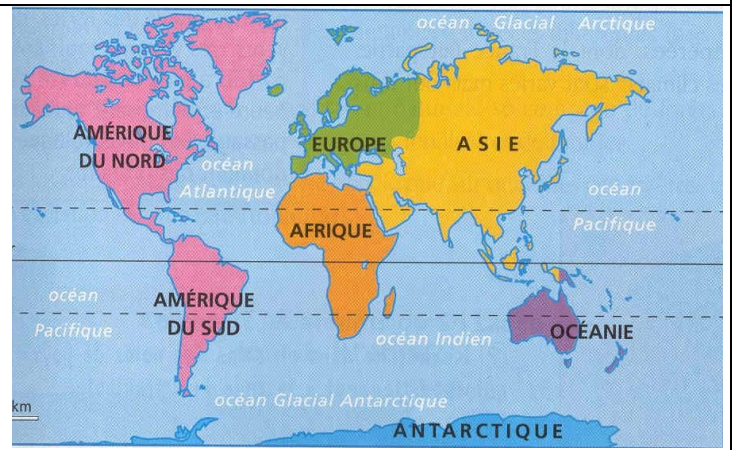 océan Glacial Arctique
AMÉRIQUE
DU NORD
EUROPE
ASIE
océan
Atlantique
océan
Pacifique
AFRIQUE
océan
Pacifique
AMÉRIQUE
DU SUD
océan Indien
OCÉANIE
océan Glacial Antarctique
km
ANTARCTIQUE